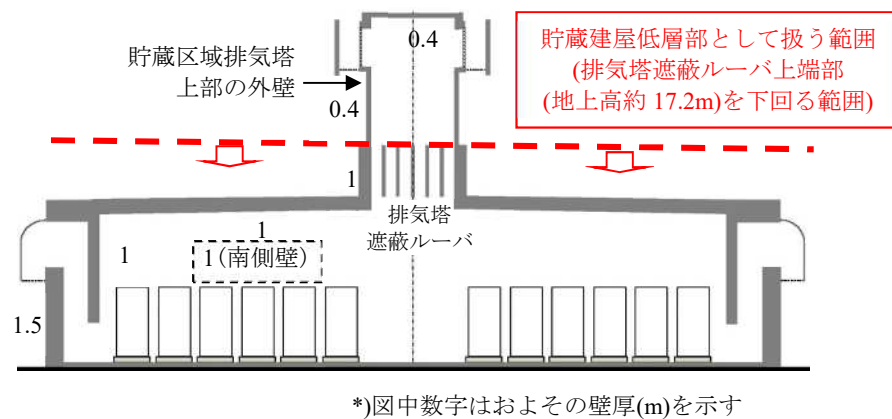 0.4
貯蔵区域排気塔
上部の外壁
0.4
貯蔵建屋低層部として扱う範囲
(排気塔遮蔽ルーバ上端部
(地上高約 17.2m)を下回る範囲)
1
排気塔
遮蔽ルーバ
1
1
1(南側壁)
1.5
*)図中数字はおよその壁厚(m)を示す